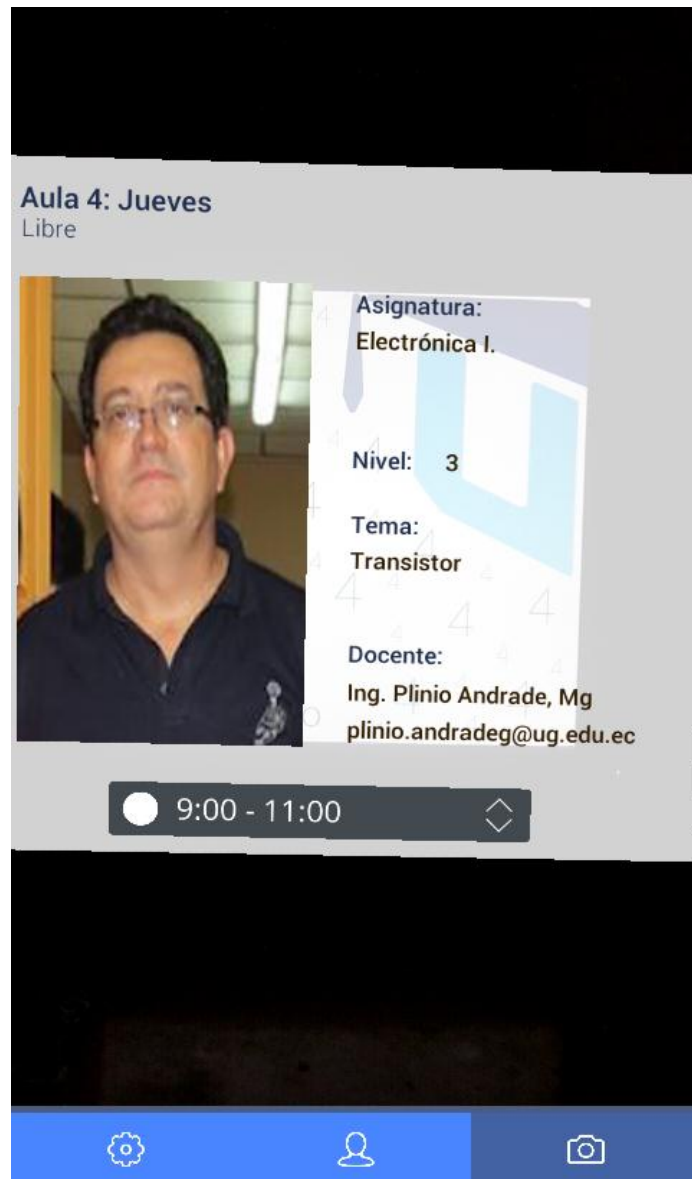 Aula 4: Jueves
Libre
Asignatura:
Electrónica I.
Nivel: 3
Tema:
Transistor
Docente:
Ing. Plinio Andrade, Mg
plinio.andradeg@ug.edu.ec
9:00 - 11:00